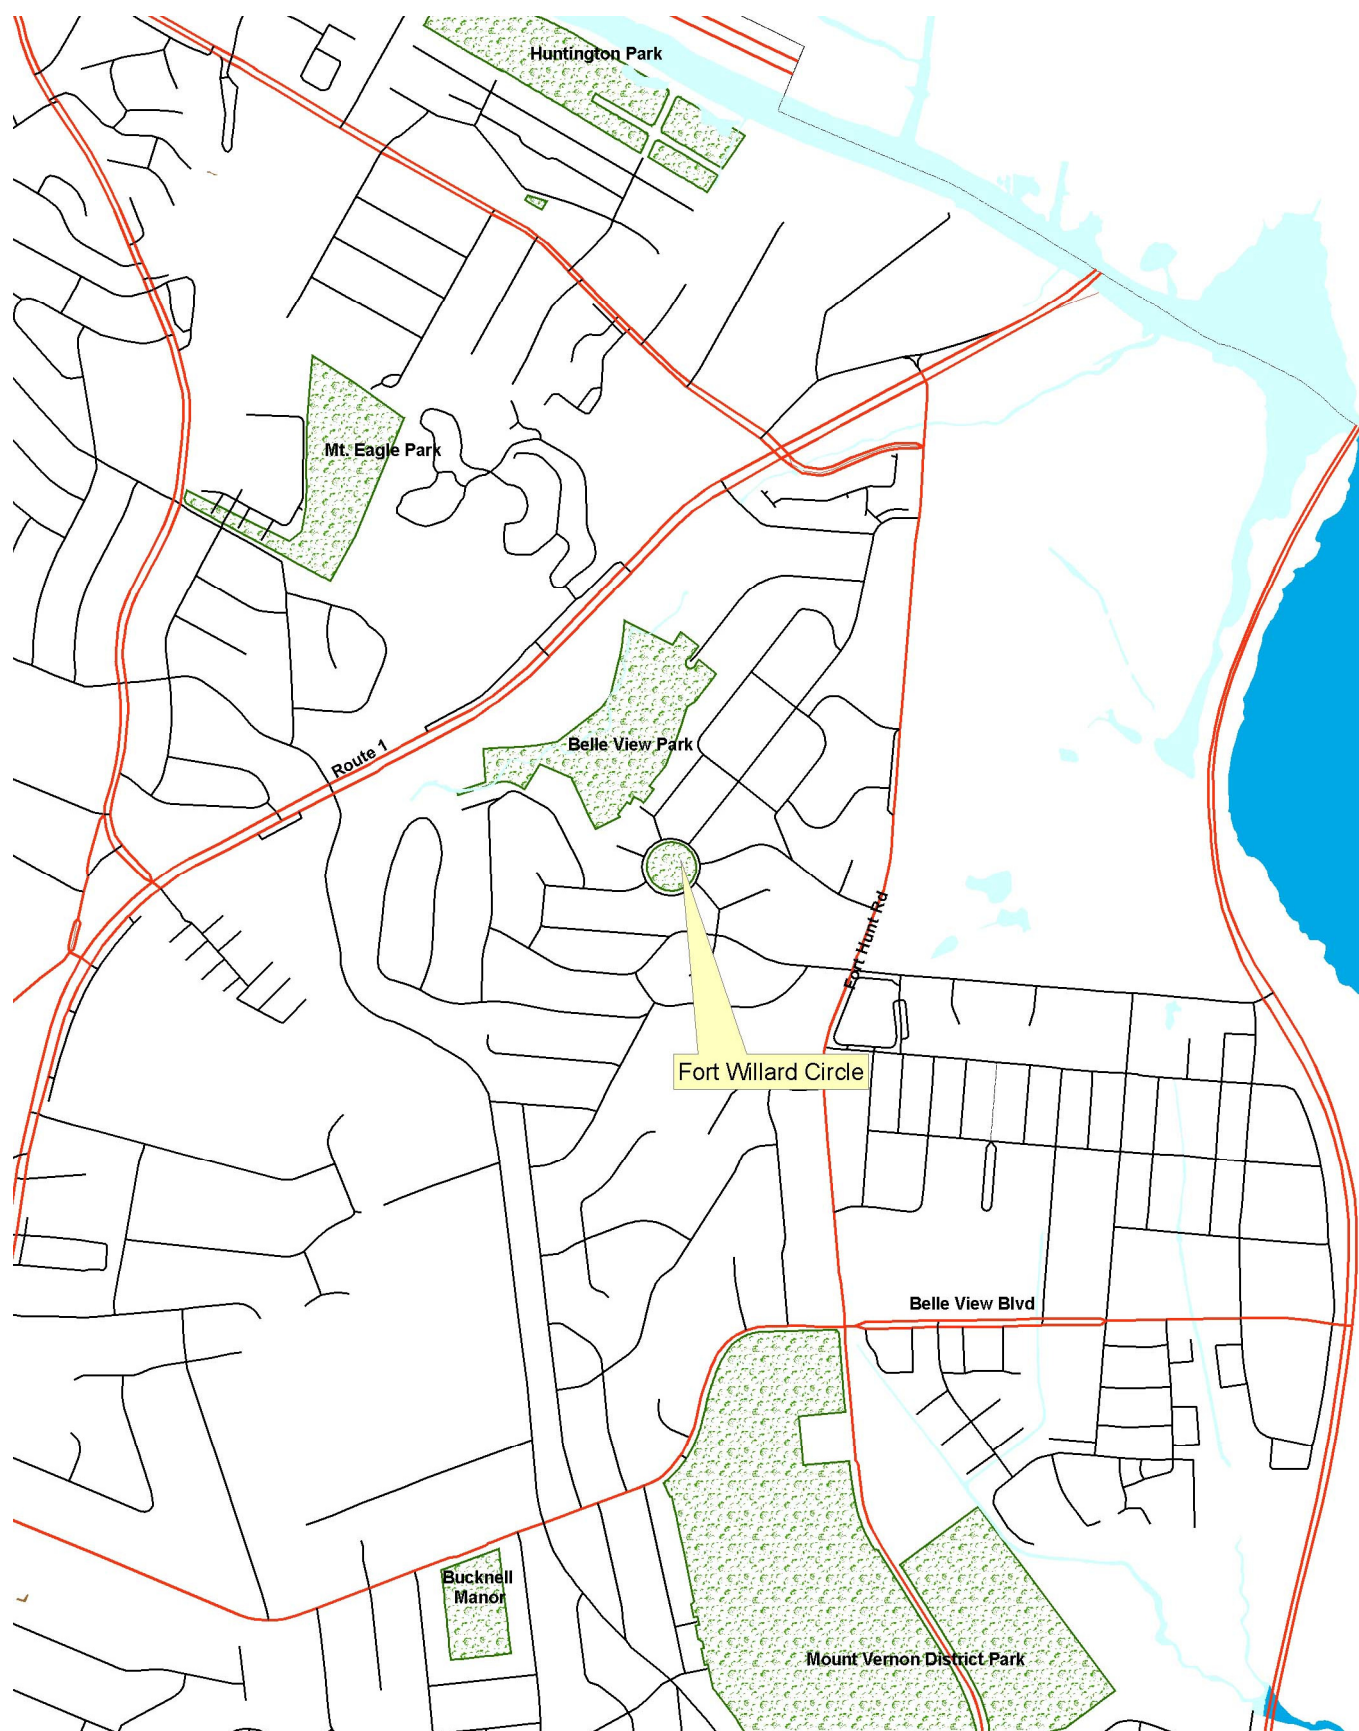 Huntington Park
Mt. Eagle Park
Route 1
Belle View Park
Fort Hunt Rd
Fort Willard Circle
Belle View Blvd
Bucknell
Manor
Mount Vernon District Park